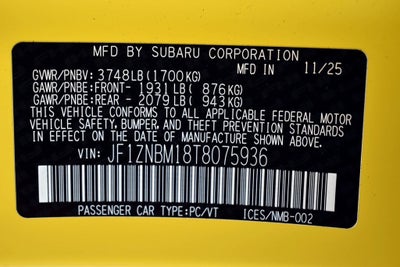 MFD BY SUBARU CORPORATION
MFD IN 11/25
GVWR/PNBV: 3748LB (1700KG)
GAWR/PNBE:FRONT- 1931LB ( 876KG)
GAWR/PNBE:REAR - 2079LB ( 943KG)
THIS VEHICLE CONFORMS TO ALL APPLICABLE FEDERAL MOTOR
VEHICLE SAFETY, BUMPER,AND THEFT PREVENTION STANDARDS
IN EFFECT ON THE DATE OF MANUFACTURE SHOWN ABOVE.
VIN: JF1ZNBM18T8075936
PASSENGER CAR TYPE:PC/VT ICES/NMB-002